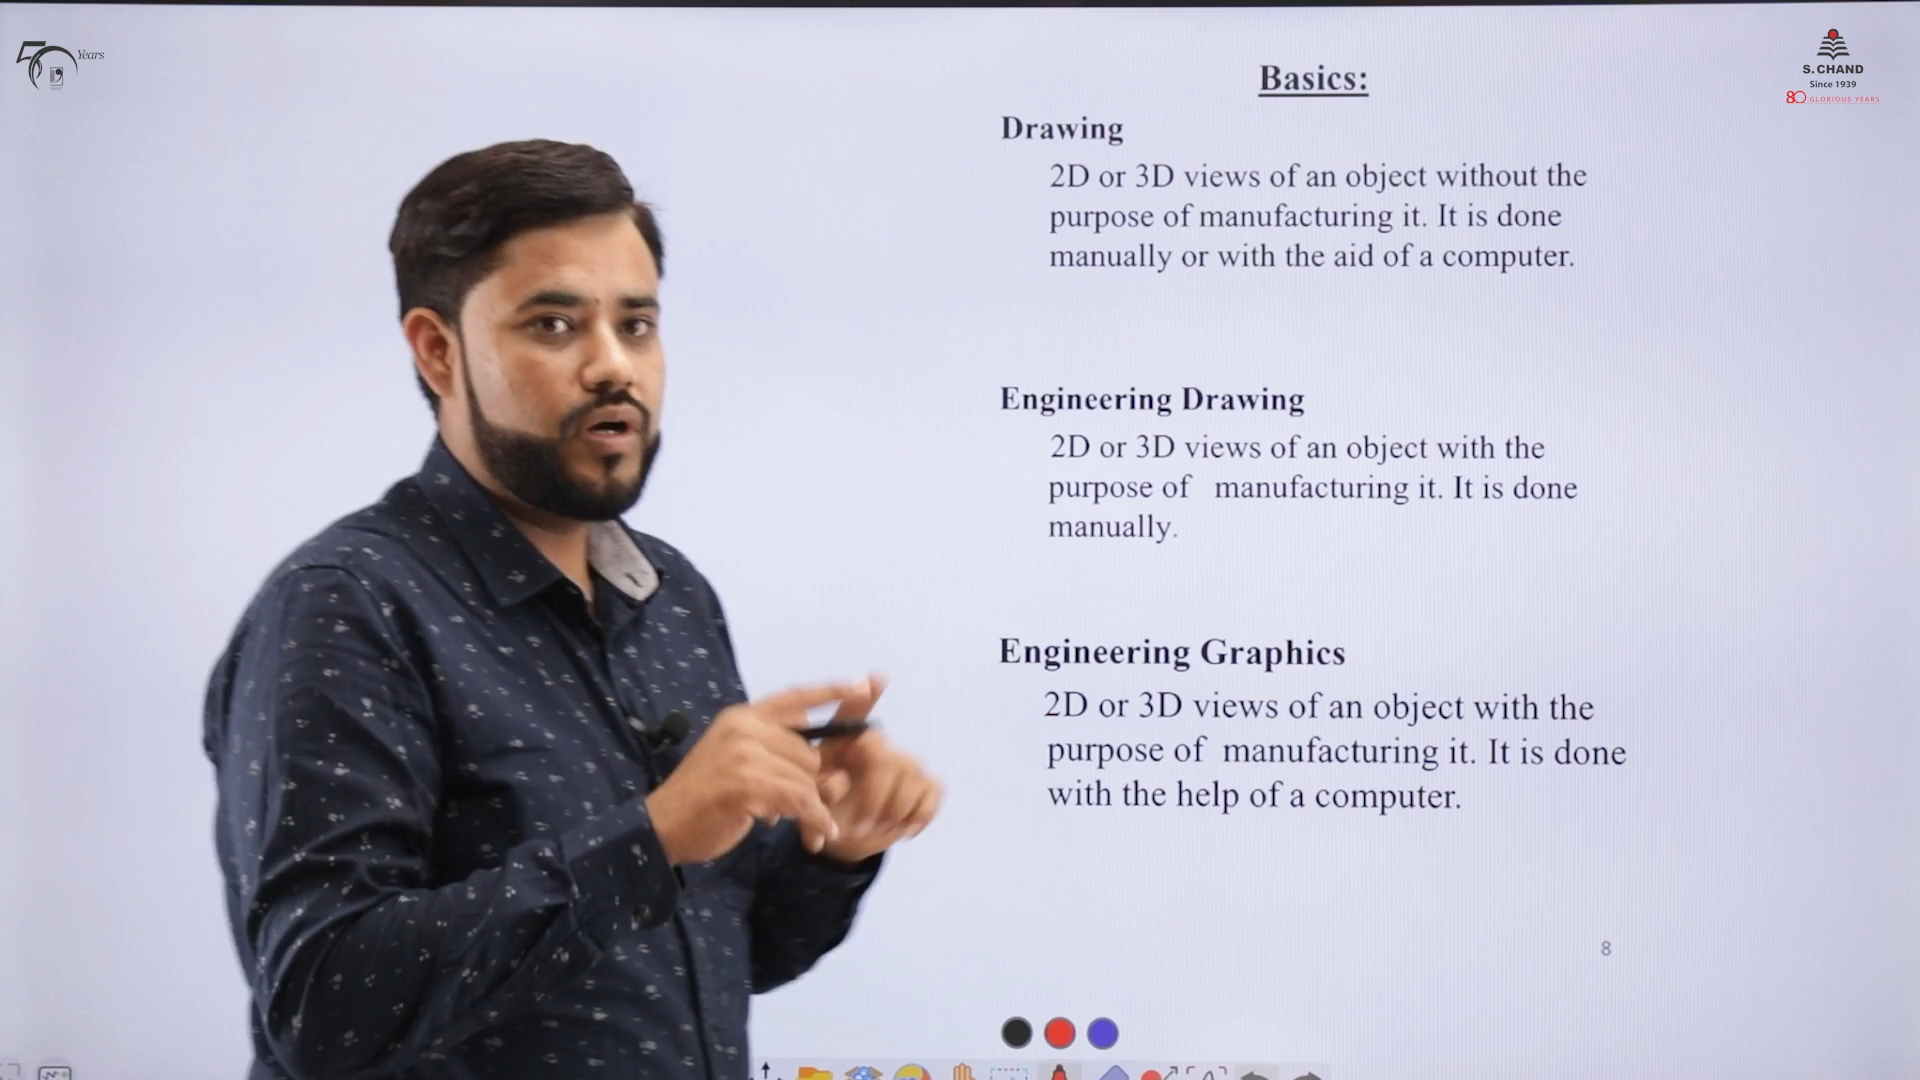 50 Years
S. CHAND
Since 1939
80 GLORIOUS YEARS
Basics:
Drawing
2D or 3D views of an object without the
purpose of manufacturing it. It is done
manually or with the aid of a computer.
Engineering Drawing
2D or 3D views of an object with the
purpose of manufacturing it. It is done
manually.
Engineering Graphics
2D or 3D views of an object with the
purpose of manufacturing it. It is done
with the help of a computer.
8